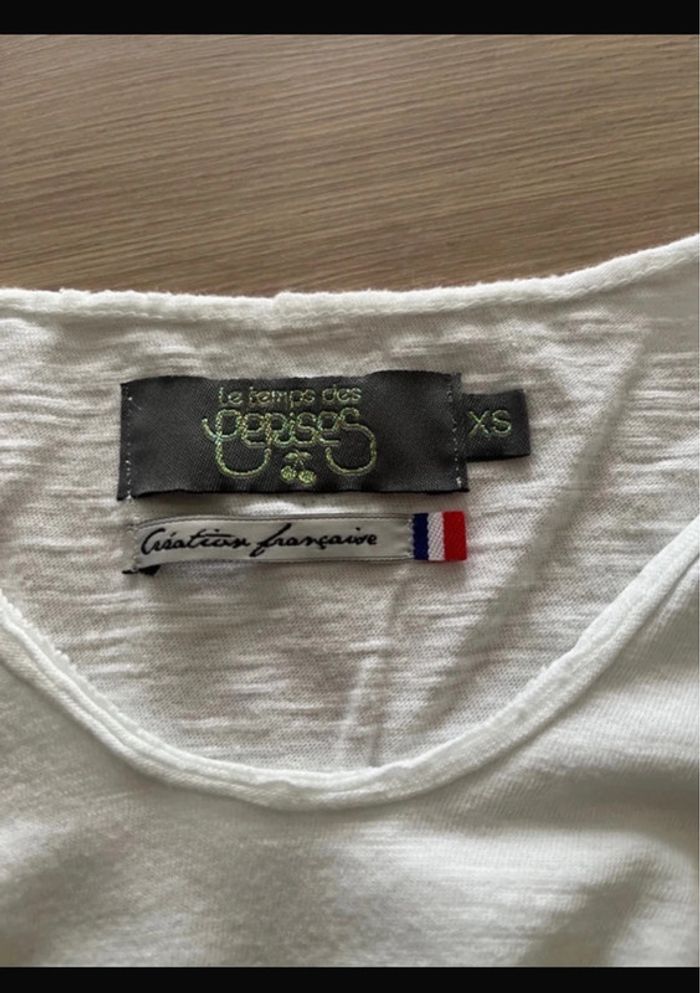 Le temps des
cerises
XS
Création française